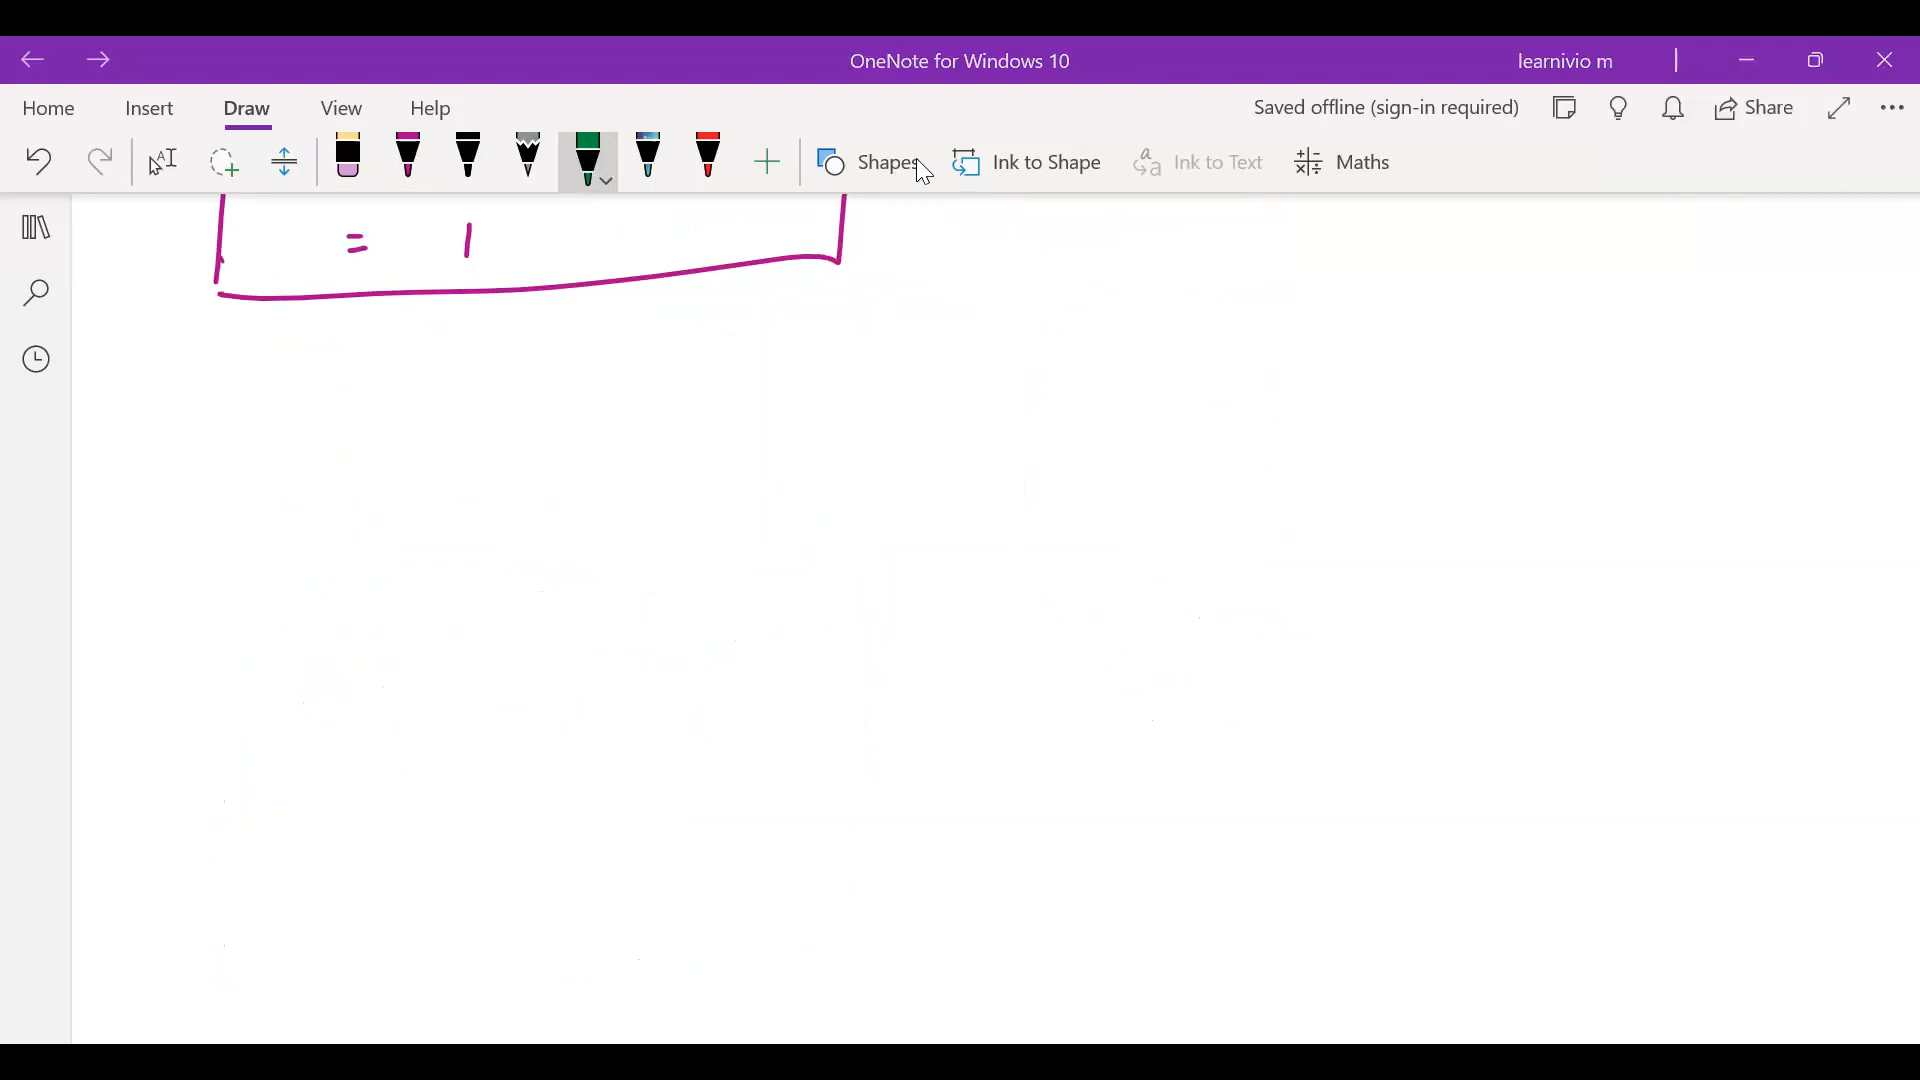 OneNote for Windows 10
learnivio m
Home Insert Draw View Help
Saved offline (sign-in required)
Share
Shapes
Ink to Shape
Ink to Text
Maths
= 1